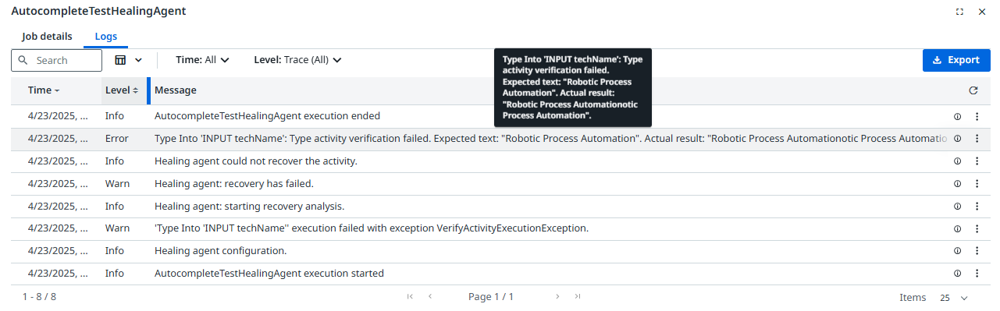 AutocompleteTestHealingAgent
Job details Logs
Search Time: All Level: Trace (All) Export
Type Into 'INPUT techName': Type
activity verification failed.
Expected text: "Robotic Process
Automation". Actual result:
"Robotic Process Automationotic
Process Automation".
Time Level Message
4/23/2025, ... Info AutocompleteTestHealingAgent execution ended
4/23/2025, ... Error Type Into 'INPUT techName': Type activity verification failed. Expected text: "Robotic Process Automation". Actual result: "Robotic Process Automationotic Process Automatio
4/23/2025, ... Info Healing agent could not recover the activity.
4/23/2025, ... Warn Healing agent: recovery has failed.
4/23/2025, ... Info Healing agent: starting recovery analysis.
4/23/2025, ... Warn 'Type Into 'INPUT techName'' execution failed with exception VerifyActivityExecutionException.
4/23/2025, ... Info Healing agent configuration.
4/23/2025, ... Info AutocompleteTestHealingAgent execution started
1 - 8 / 8 Page 1 / 1 Items 25